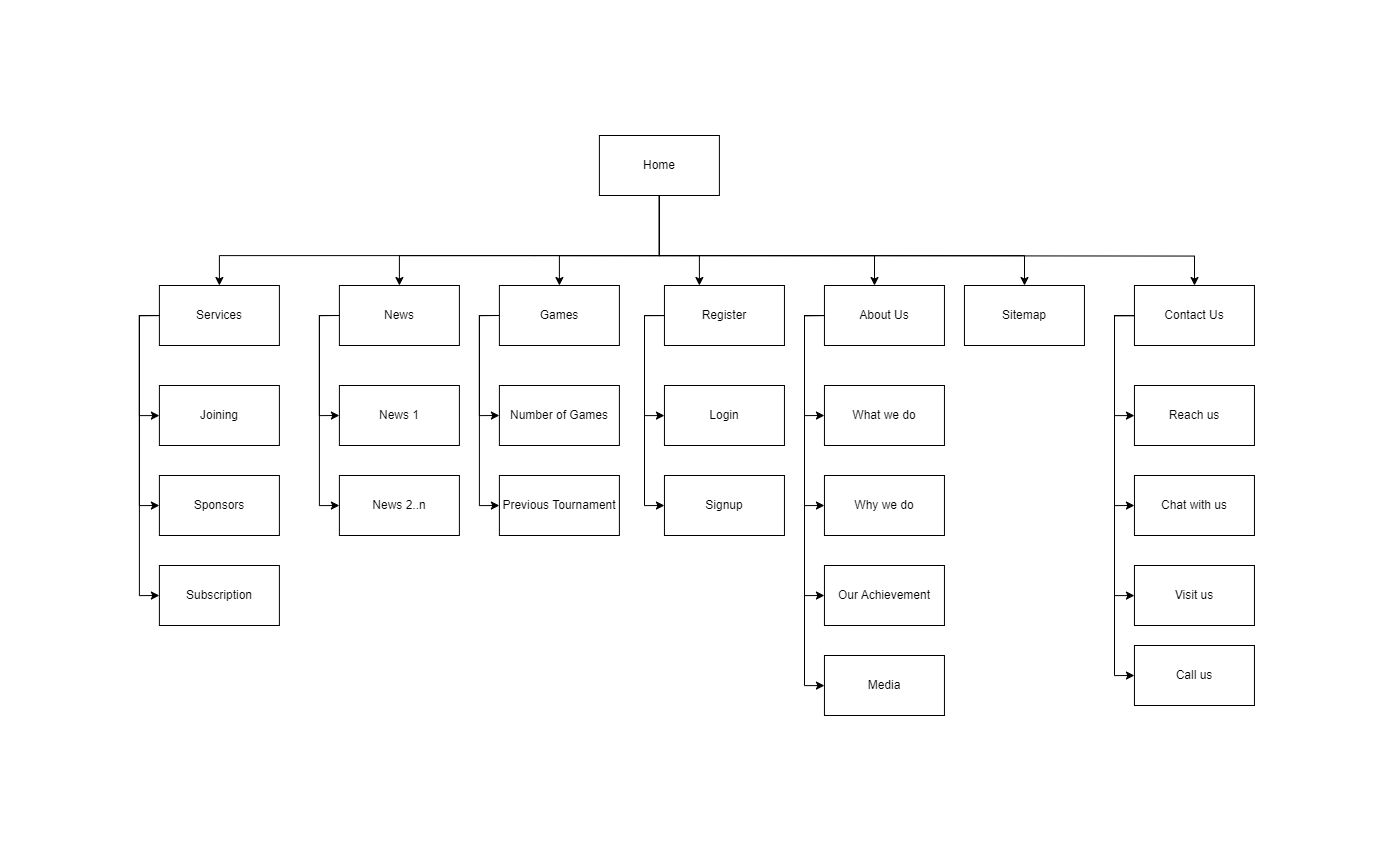 Home
Services
News
Games
Register
About Us
Sitemap
Contact Us
Joining
News 1
Number of Games
Login
What we do
Reach us
Sponsors
News 2..n
Previous Tournament
Signup
Why we do
Chat with us
Subscription
Our Achievement
Visit us
Media
Call us